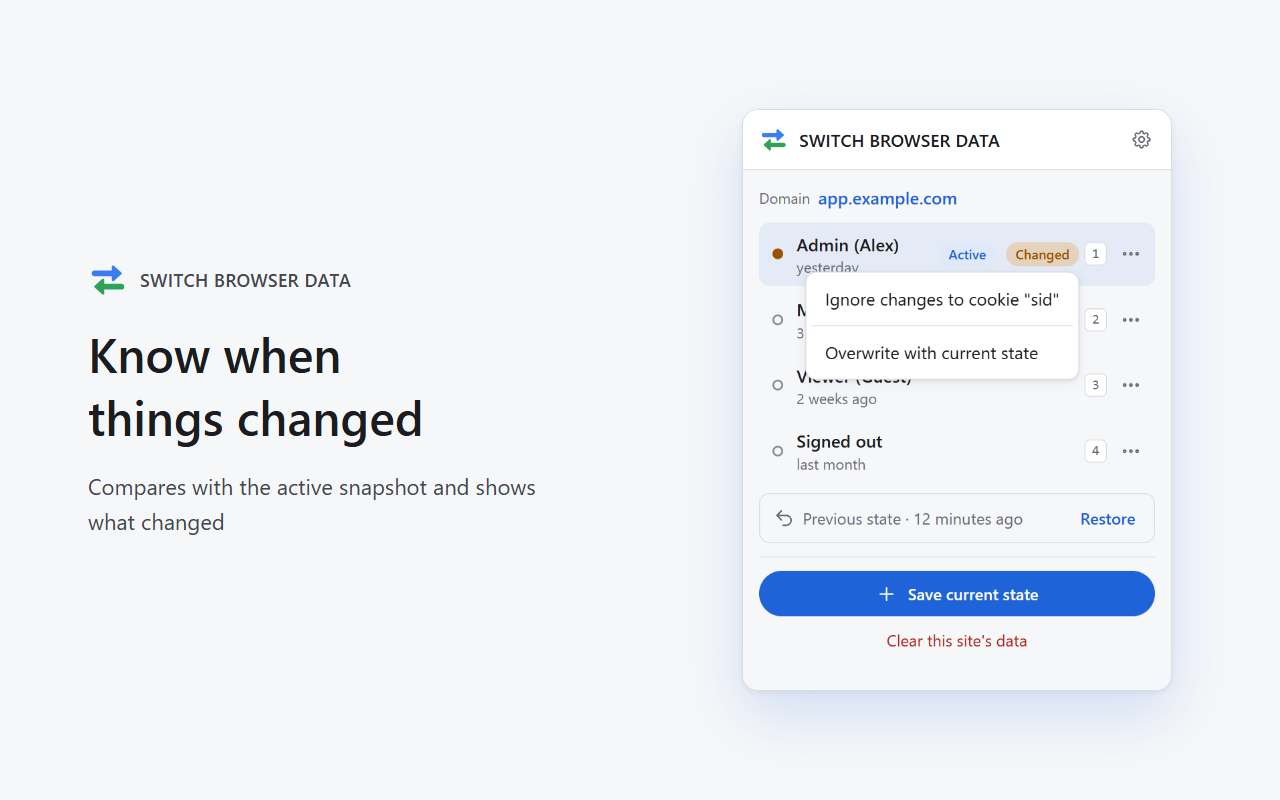 SWITCH BROWSER DATA
Know when
things changed
Compares with the active snapshot and shows
what changed
SWITCH BROWSER DATA
Domain app.example.com
Admin (Alex)
yesterday
Active
Changed
1
Ignore changes to cookie "sid"
Overwrite with current state
2
3
Viewer (Guest)
2 weeks ago
3
Signed out
last month
4
Previous state · 12 minutes ago
Restore
Save current state
Clear this site's data